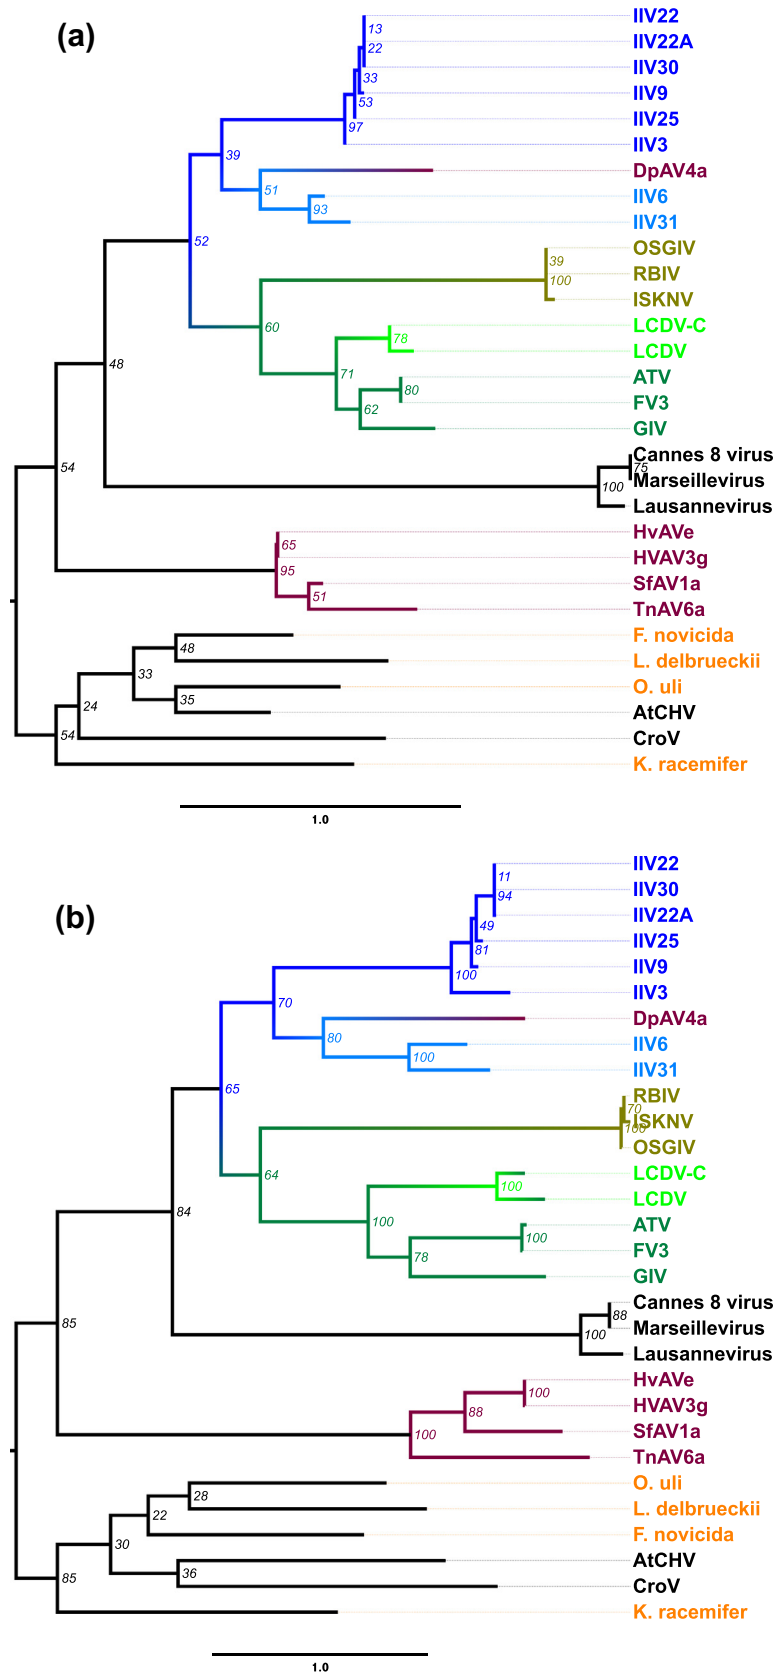 (a)
IIV22
13
IIV22A
22
IIV30
33
IIV9
53
IIV25
97
IIV3
39
DpAV4a
51
IIV6
93
IIV31
52
OSGIV
39
RBIV
100
ISKNV
60
LCDV-C
78
LCDV
71
ATV
80
FV3
62
GIV
48
Cannes 8 virus
75
Marseillevirus
100
Lausannevirus
54
HvAVe
65
HVAV3g
95
SfAV1a
51
TnAV6a
F. novicida
48
L. delbrueckii
33
O. uli
35
AtCHV
24
CroV
54
K. racemifer
1.0
(b)
IIV22
11
IIV30
94
IIV22A
49
IIV25
81
IIV9
100
IIV3
70
DpAV4a
80
IIV6
100
IIV31
65
RBIV
70
ISKNV
100
OSGIV
64
LCDV-C
100
LCDV
100
ATV
100
FV3
78
GIV
84
Cannes 8 virus
88
Marseillevirus
100
Lausannevirus
85
HvAVe
100
HVAV3g
88
SfAV1a
100
TnAV6a
O. uli
28
L. delbrueckii
22
F. novicida
30
AtCHV
36
CroV
85
K. racemifer
1.0